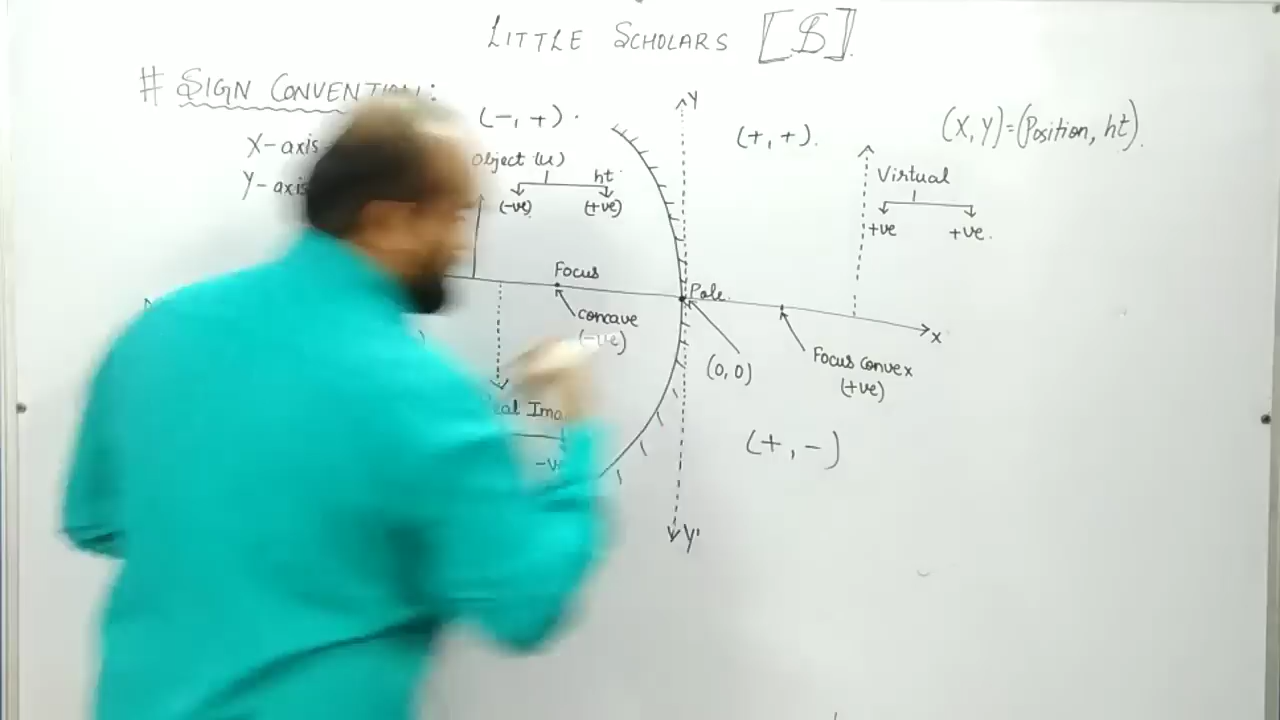 LITTLE SCHOLARS [LS]
# SIGN CONVENTION:
X-axis
Y-axis
(-, +).
Object (u)
ht
(-ve) (+ve)
Y
(+, +).
(X, Y) = (Position, ht).
Virtual
+ve +ve.
Focus
concave
(-ve)
Pole.
(0, 0)
x
Focus convex
(+ve)
(+, -)
Y'